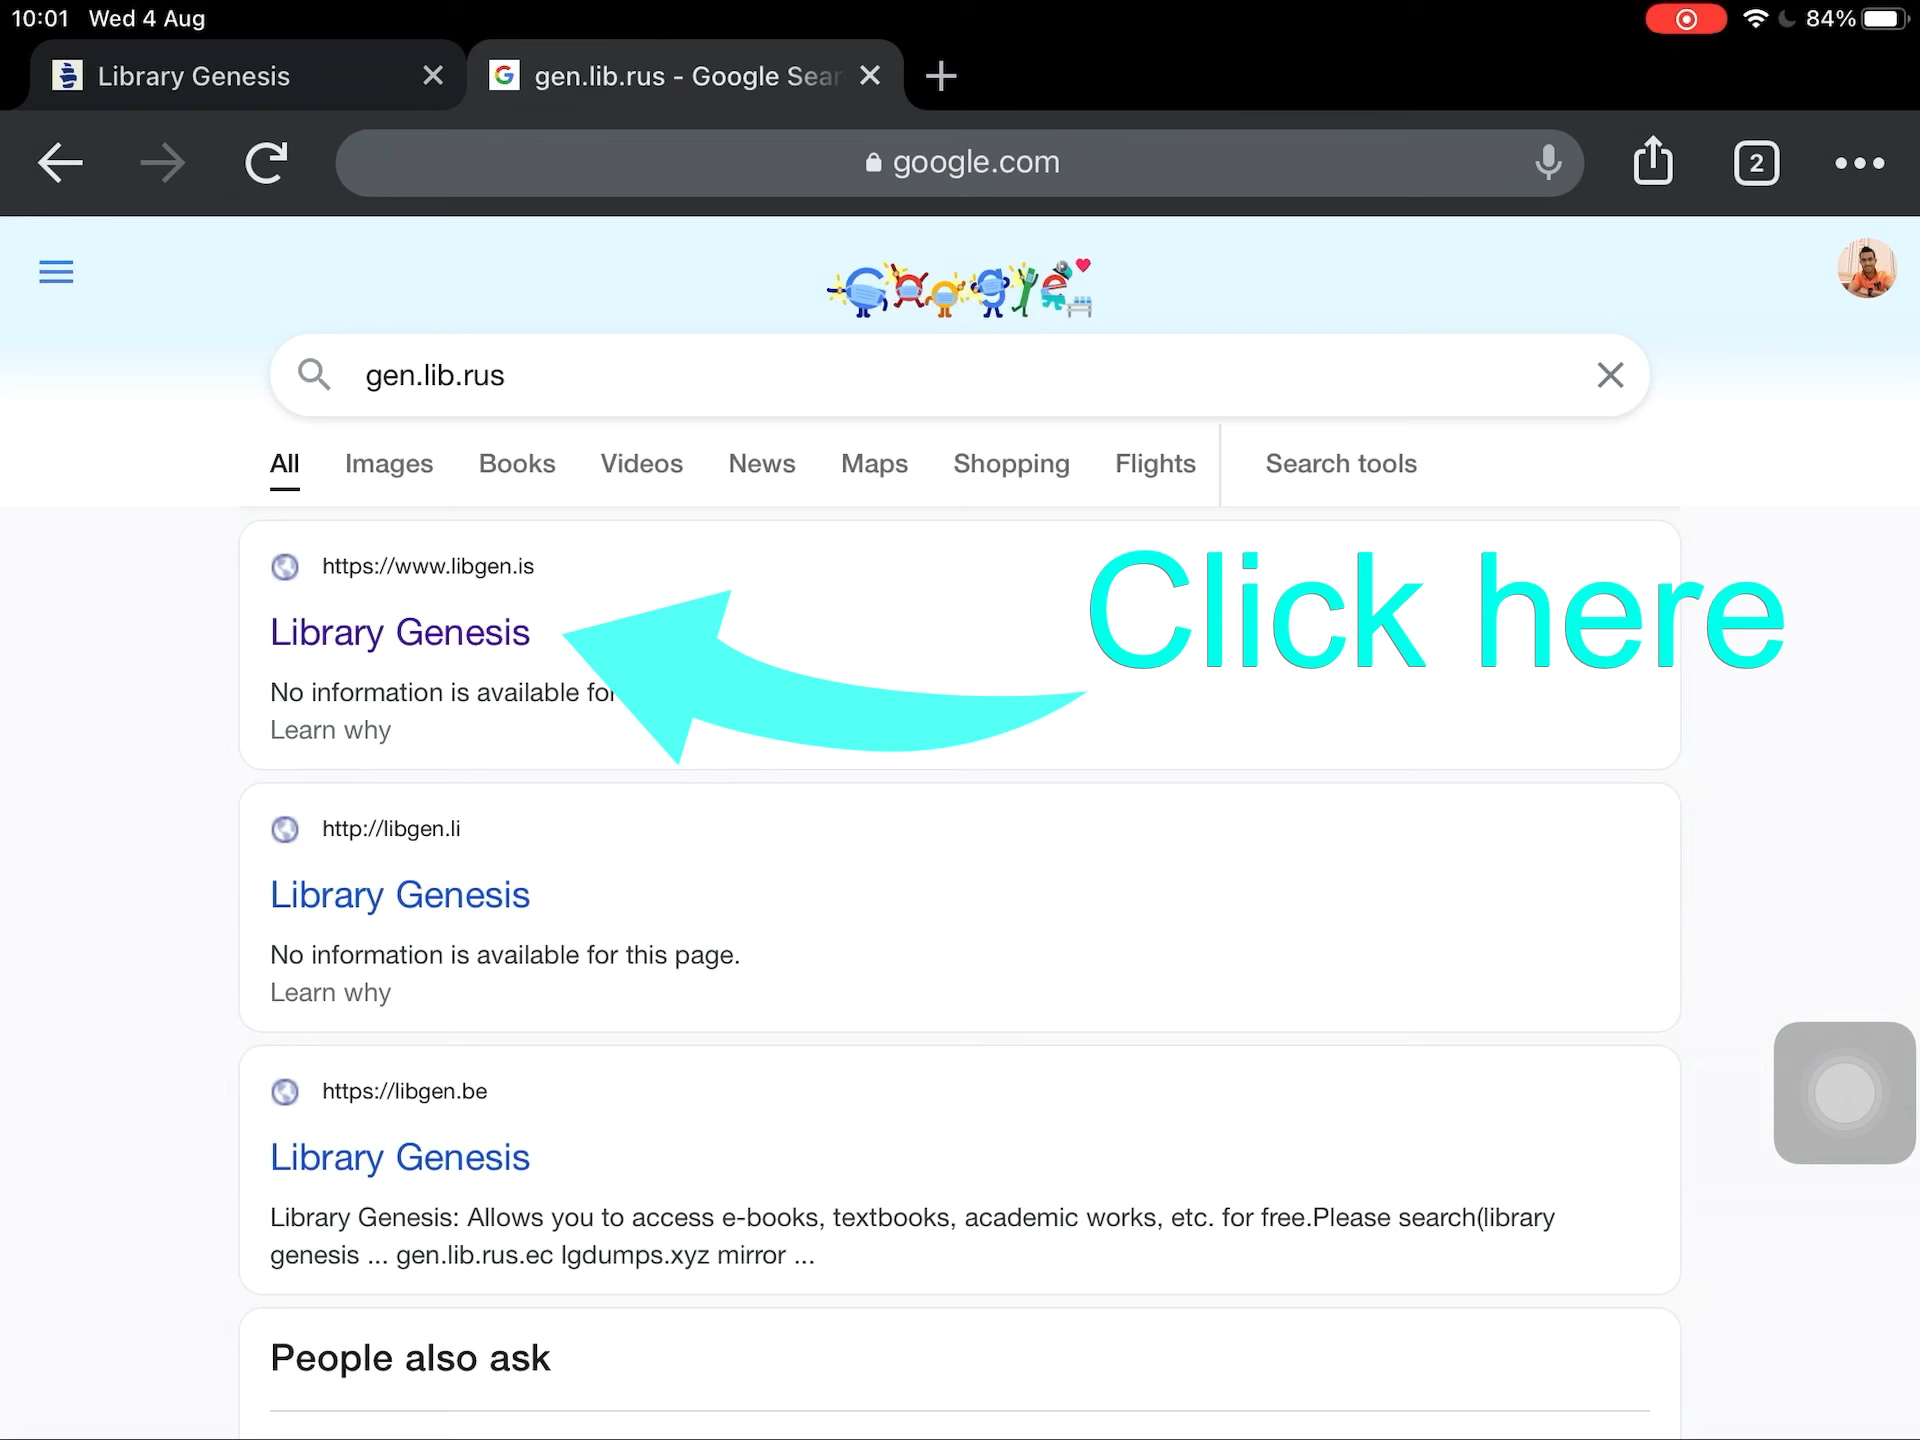 10:01 Wed 4 Aug
84%
Library Genesis
gen.lib.rus - Google Sear
google.com
2
Google
gen.lib.rus
All Images Books Videos News Maps Shopping Flights Search tools
https://www.libgen.is
Click here
Library Genesis
No information is available for
Learn why
http://libgen.li
Library Genesis
No information is available for this page.
Learn why
https://libgen.be
Library Genesis
Library Genesis: Allows you to access e-books, textbooks, academic works, etc. for free.Please search(library
genesis ... gen.lib.rus.ec lgdumps.xyz mirror ...
People also ask